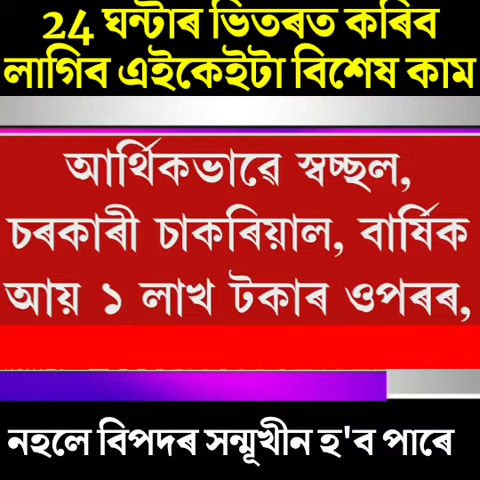 24 ঘন্টাৰ ভিতৰত কৰিব
লাগিব এইকেইটা বিশেষ কাম
আৰ্থিকভাৱে স্বচ্ছল,
চৰকাৰী চাকৰিয়াল, বাৰ্ষিক
আয় ১ লাখ টকাৰ ওপৰৰ,
নহলে বিপদৰ সন্মূখীন হ'ব পাৰে